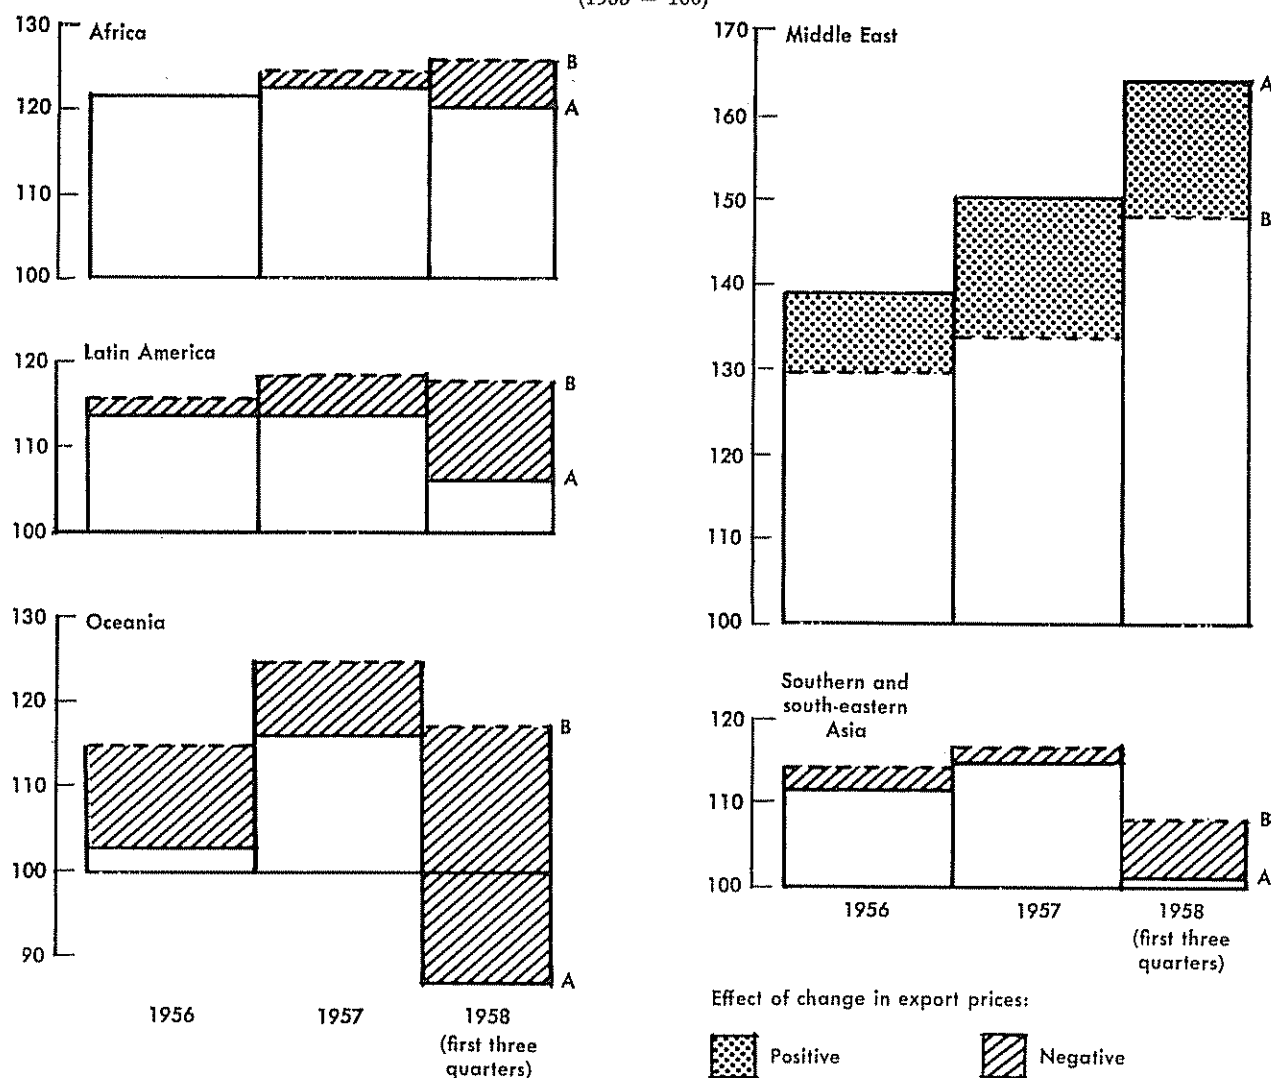 130
Africa
B
120
A
110
100
120
Latin America
B
110
A
100
130
Oceania
120
B
110
100
90
A
1956
1957
1958
(first three
quarters)
170
Middle East
A
160
150
B
140
130
120
110
100
Southern and
south-eastern
Asia
120
110
B
A
100
1956
1957
1958
(first three
quarters)
Effect of change in export prices:
Positive
Negative